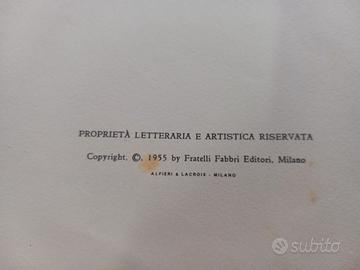 PROPRIETÀ LETTERARIA E ARTISTICA RISERVATA
Copyright. ©, 1955 by Fratelli Fabbri Editori, Milano
ALFIERI & LACROIX - MILANO
subito